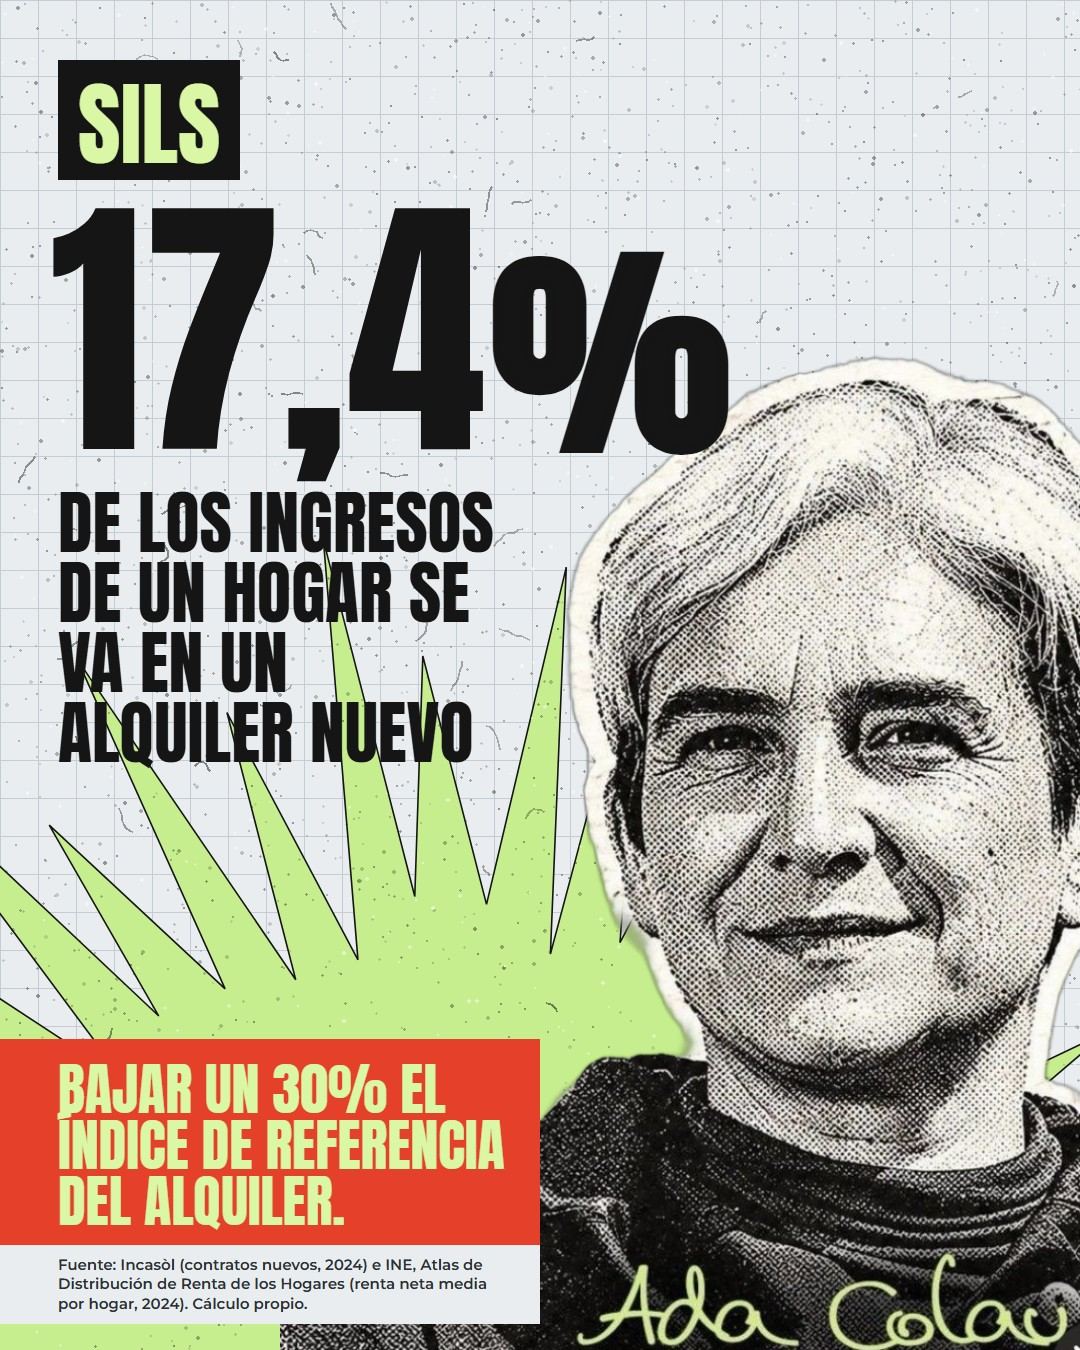 SILS
17,4%
DE LOS INGRESOS
DE UN HOGAR SE
VA EN UN
ALQUILER NUEVO
BAJAR UN 30% EL
ÍNDICE DE REFERENCIA
DEL ALQUILER.
Fuente: Incasòl (contratos nuevos, 2024) e INE, Atlas de
Distribución de Renta de los Hogares (renta neta media
por hogar, 2024). Cálculo propio.
Ada Colau